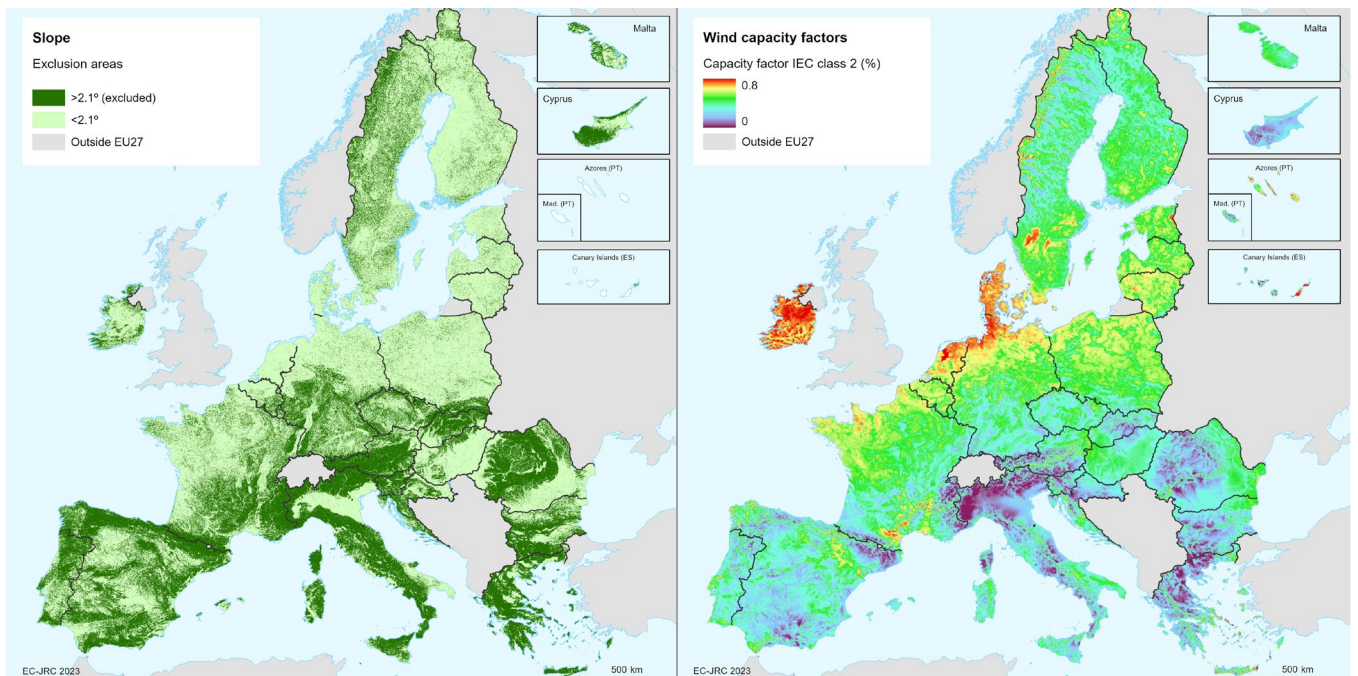 Slope
Exclusion areas
>2.1º (excluded)
<2.1º
Outside EU27
Malta
Cyprus
Azores (PT)
Mad. (PT)
Canary Islands (ES)
EC-JRC 2023
500 km
Wind capacity factors
Capacity factor IEC class 2 (%)
0.8
0
Outside EU27
Malta
Cyprus
Azores (PT)
Mad. (PT)
Canary Islands (ES)
EC-JRC 2023
500 km